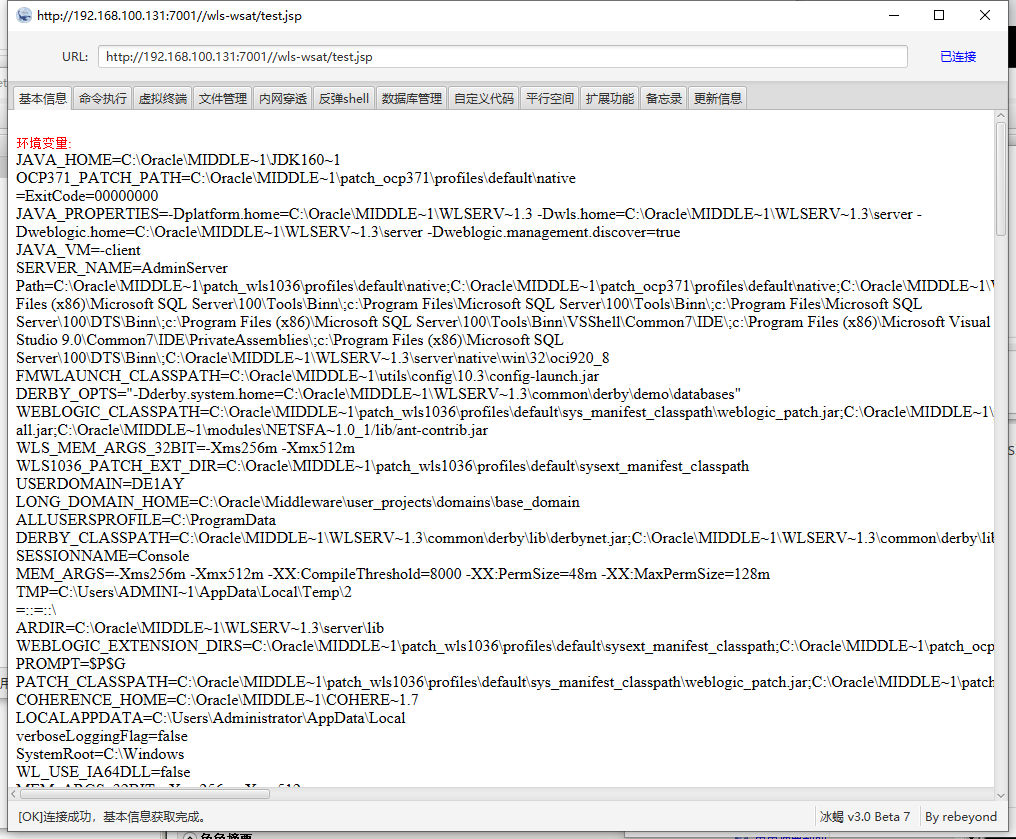 http://192.168.100.131:7001//wls-wsat/test.jsp
URL: http://192.168.100.131:7001//wls-wsat/test.jsp 已连接
基本信息 命令执行 虚拟终端 文件管理 内网穿透 反弹shell 数据库管理 自定义代码 平行空间 扩展功能 备忘录 更新信息
环境变量:
JAVA_HOME=C:\Oracle\MIDDLE~1\JDK160~1
OCP371_PATCH_PATH=C:\Oracle\MIDDLE~1\patch_ocp371\profiles\default\native
=ExitCode=00000000
JAVA_PROPERTIES=-Dplatform.home=C:\Oracle\MIDDLE~1\WLSERV~1.3 -Dwls.home=C:\Oracle\MIDDLE~1\WLSERV~1.3\server -
Dweblogic.home=C:\Oracle\MIDDLE~1\WLSERV~1.3\server -Dweblogic.management.discover=true
JAVA_VM=-client
SERVER_NAME=AdminServer
Path=C:\Oracle\MIDDLE~1\patch_wls1036\profiles\default\native;C:\Oracle\MIDDLE~1\patch_ocp371\profiles\default\native;C:\Oracle\MIDDLE~1\
Files (x86)\Microsoft SQL Server\100\Tools\Binn\;c:\Program Files\Microsoft SQL Server\100\Tools\Binn\;c:\Program Files\Microsoft SQL
Server\100\DTS\Binn\;c:\Program Files (x86)\Microsoft SQL Server\100\Tools\Binn\VSShell\Common7\IDE\;c:\Program Files (x86)\Microsoft Visual
Studio 9.0\Common7\IDE\PrivateAssemblies\;c:\Program Files (x86)\Microsoft SQL
Server\100\DTS\Binn\;C:\Oracle\MIDDLE~1\WLSERV~1.3\server\native\win\32\oci920_8
FMWLAUNCH_CLASSPATH=C:\Oracle\MIDDLE~1\utils\config\10.3\config-launch.jar
DERBY_OPTS="-Dderby.system.home=C:\Oracle\MIDDLE~1\WLSERV~1.3\common\derby\demo\databases"
WEBLOGIC_CLASSPATH=C:\Oracle\MIDDLE~1\patch_wls1036\profiles\default\sys_manifest_classpath\weblogic_patch.jar;C:\Oracle\MIDDLE~1\
all.jar;C:\Oracle\MIDDLE~1\modules\NETSFA~1.0_1/lib/ant-contrib.jar
WLS_MEM_ARGS_32BIT=-Xms256m -Xmx512m
WLS1036_PATCH_EXT_DIR=C:\Oracle\MIDDLE~1\patch_wls1036\profiles\default\sysext_manifest_classpath
USERDOMAIN=DE1AY
LONG_DOMAIN_HOME=C:\Oracle\Middleware\user_projects\domains\base_domain
ALLUSERSPROFILE=C:\ProgramData
DERBY_CLASSPATH=C:\Oracle\MIDDLE~1\WLSERV~1.3\common\derby\lib\derbynet.jar;C:\Oracle\MIDDLE~1\WLSERV~1.3\common\derby\lib
SESSIONNAME=Console
MEM_ARGS=-Xms256m -Xmx512m -XX:CompileThreshold=8000 -XX:PermSize=48m -XX:MaxPermSize=128m
TMP=C:\Users\ADMINI~1\AppData\Local\Temp\2
=::=::\
ARDIR=C:\Oracle\MIDDLE~1\WLSERV~1.3\server\lib
WEBLOGIC_EXTENSION_DIRS=C:\Oracle\MIDDLE~1\patch_wls1036\profiles\default\sysext_manifest_classpath;C:\Oracle\MIDDLE~1\patch_ocp
PROMPT=$P$G
PATCH_CLASSPATH=C:\Oracle\MIDDLE~1\patch_wls1036\profiles\default\sys_manifest_classpath\weblogic_patch.jar;C:\Oracle\MIDDLE~1\patch
COHERENCE_HOME=C:\Oracle\MIDDLE~1\COHERE~1.7
LOCALAPPDATA=C:\Users\Administrator\AppData\Local
verboseLoggingFlag=false
SystemRoot=C:\Windows
WL_USE_IA64DLL=false
[OK]连接成功，基本信息获取完成。 冰蝎 v3.0 Beta 7 By rebeyond